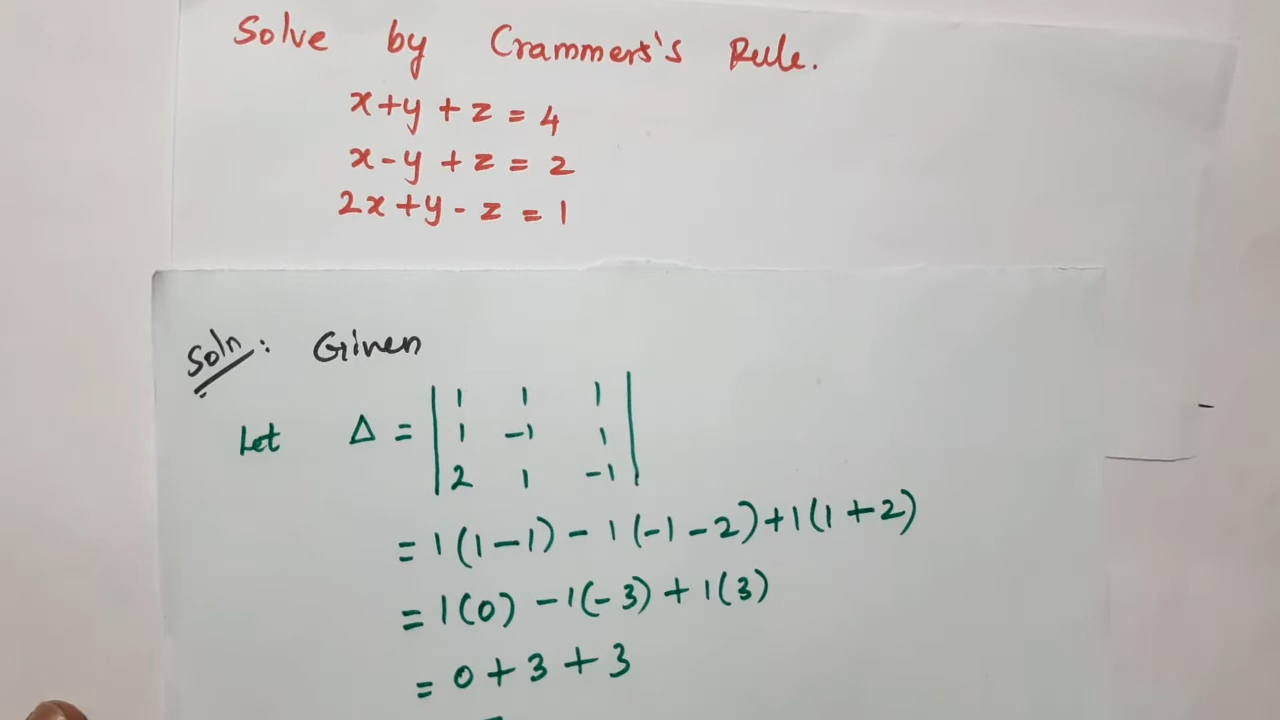 Solve by Crammer's Rule.
x+y+z=4
x-y+z=2
2x+y-z=1
Soln: Given
Let Δ = | 1 1 1 |
| 1 -1 1 |
| 2 1 -1 |
= 1(1-1) - 1(-1-2)+1(1+2)
= 1(0) -1(-3)+1(3)
= 0+3+3